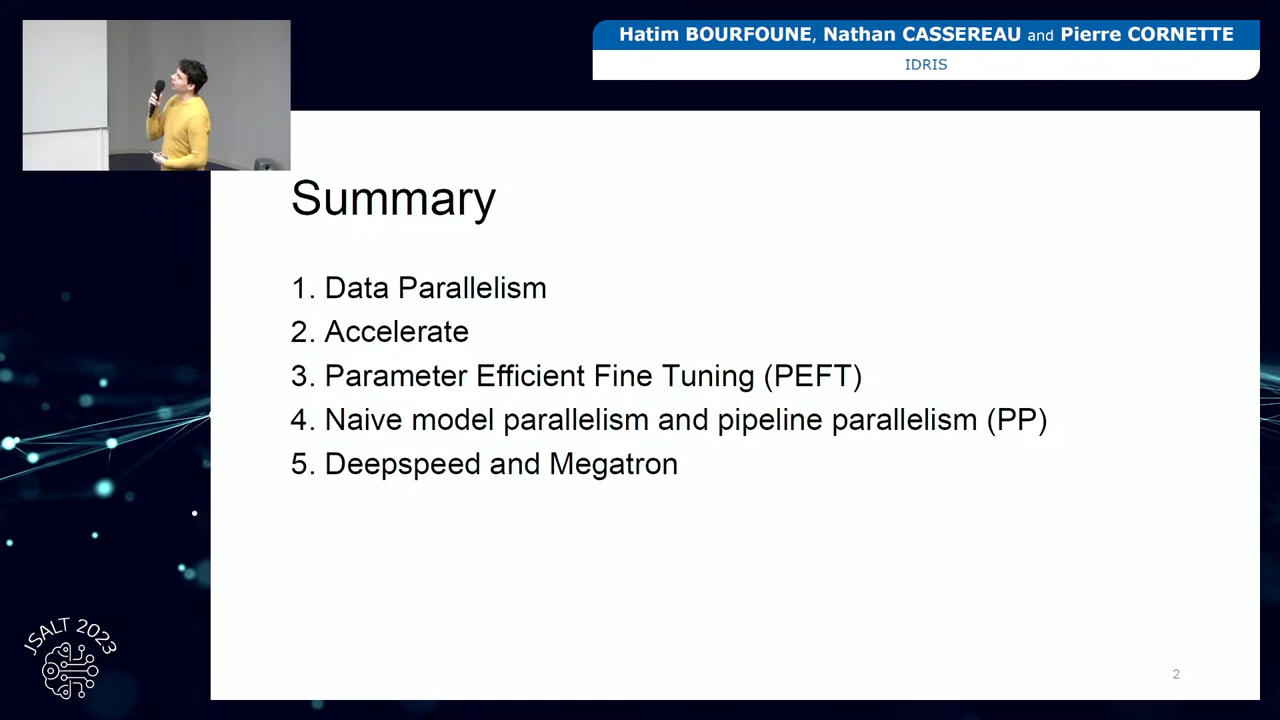 Hatim BOURFOUNE, Nathan CASSEREAU and Pierre CORNETTE
IDRIS
Summary
1. Data Parallelism
2. Accelerate
3. Parameter Efficient Fine Tuning (PEFT)
4. Naive model parallelism and pipeline parallelism (PP)
5. Deepspeed and Megatron
JSALT 2023
2